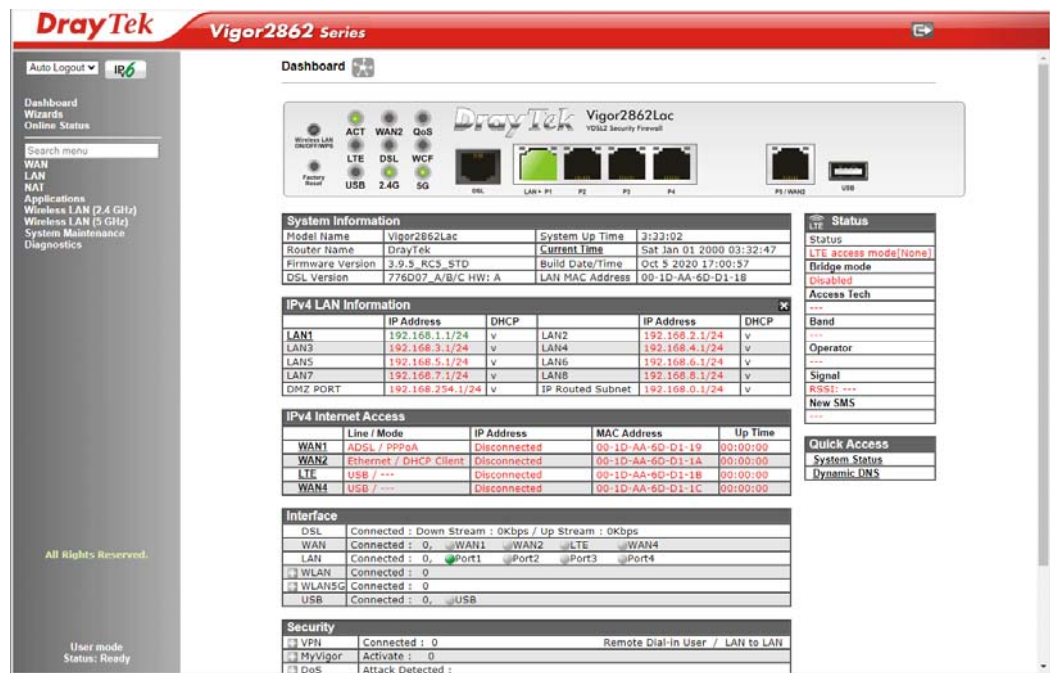 DrayTek Vigor2862 Series
Auto Logout IPv6
Dashboard
Wizards
Online Status
Search menu
WAN
LAN
NAT
Applications
Wireless LAN (2.4 GHz)
Wireless LAN (5 GHz)
System Maintenance
Diagnostics
All Rights Reserved.
User mode
Status: Ready
Dashboard
Wireless LAN
ON/OFF/WPS
Factory
Reset
ACT WAN2 QoS
LTE DSL WCF
USB 2.4G 5G
DrayTek Vigor2862Lac
VDSL2 Security Firewall
DSL LAN P1 P2 P3 P4 P5 / WAN2 USB
System Information
Model Name Vigor2862Lac System Up Time 3:33:02
Router Name DrayTek Current Time Sat Jan 01 2000 03:32:47
Firmware Version 3.9.5_RC5_STD Build Date/Time Oct 5 2020 17:00:57
DSL Version 776D07_A/B/C HW: A LAN MAC Address 00-1D-AA-6D-D1-18
IPv4 LAN Information
IP Address DHCP IP Address DHCP
LAN1 192.168.1.1/24 v LAN2 192.168.2.1/24 v
LAN3 192.168.3.1/24 v LAN4 192.168.4.1/24 v
LAN5 192.168.5.1/24 v LAN6 192.168.6.1/24 v
LAN7 192.168.7.1/24 v LAN8 192.168.8.1/24 v
DMZ PORT 192.168.254.1/24 v IP Routed Subnet 192.168.0.1/24 v
IPv4 Internet Access
Line / Mode IP Address MAC Address Up Time
WAN1 ADSL / PPPoA Disconnected 00-1D-AA-6D-D1-19 00:00:00
WAN2 Ethernet / DHCP Client Disconnected 00-1D-AA-6D-D1-1A 00:00:00
LTE USB / --- Disconnected 00-1D-AA-6D-D1-1B 00:00:00
WAN4 USB / --- Disconnected 00-1D-AA-6D-D1-1C 00:00:00
Interface
DSL Connected : Down Stream : 0Kbps / Up Stream : 0Kbps
WAN Connected : 0, WAN1 WAN2 LTE WAN4
LAN Connected : 0, Port1 Port2 Port3 Port4
WLAN Connected : 0
WLAN5G Connected : 0
USB Connected : 0, USB
Security
VPN Connected : 0 Remote Dial-in User / LAN to LAN
MyVigor Activate : 0
DoS Attack Detected :
LTE Status
Status
LTE access mode[None]
Bridge mode
Disabled
Access Tech
---
Band
---
Operator
---
Signal
RSSI: ---
New SMS
---
Quick Access
System Status
Dynamic DNS